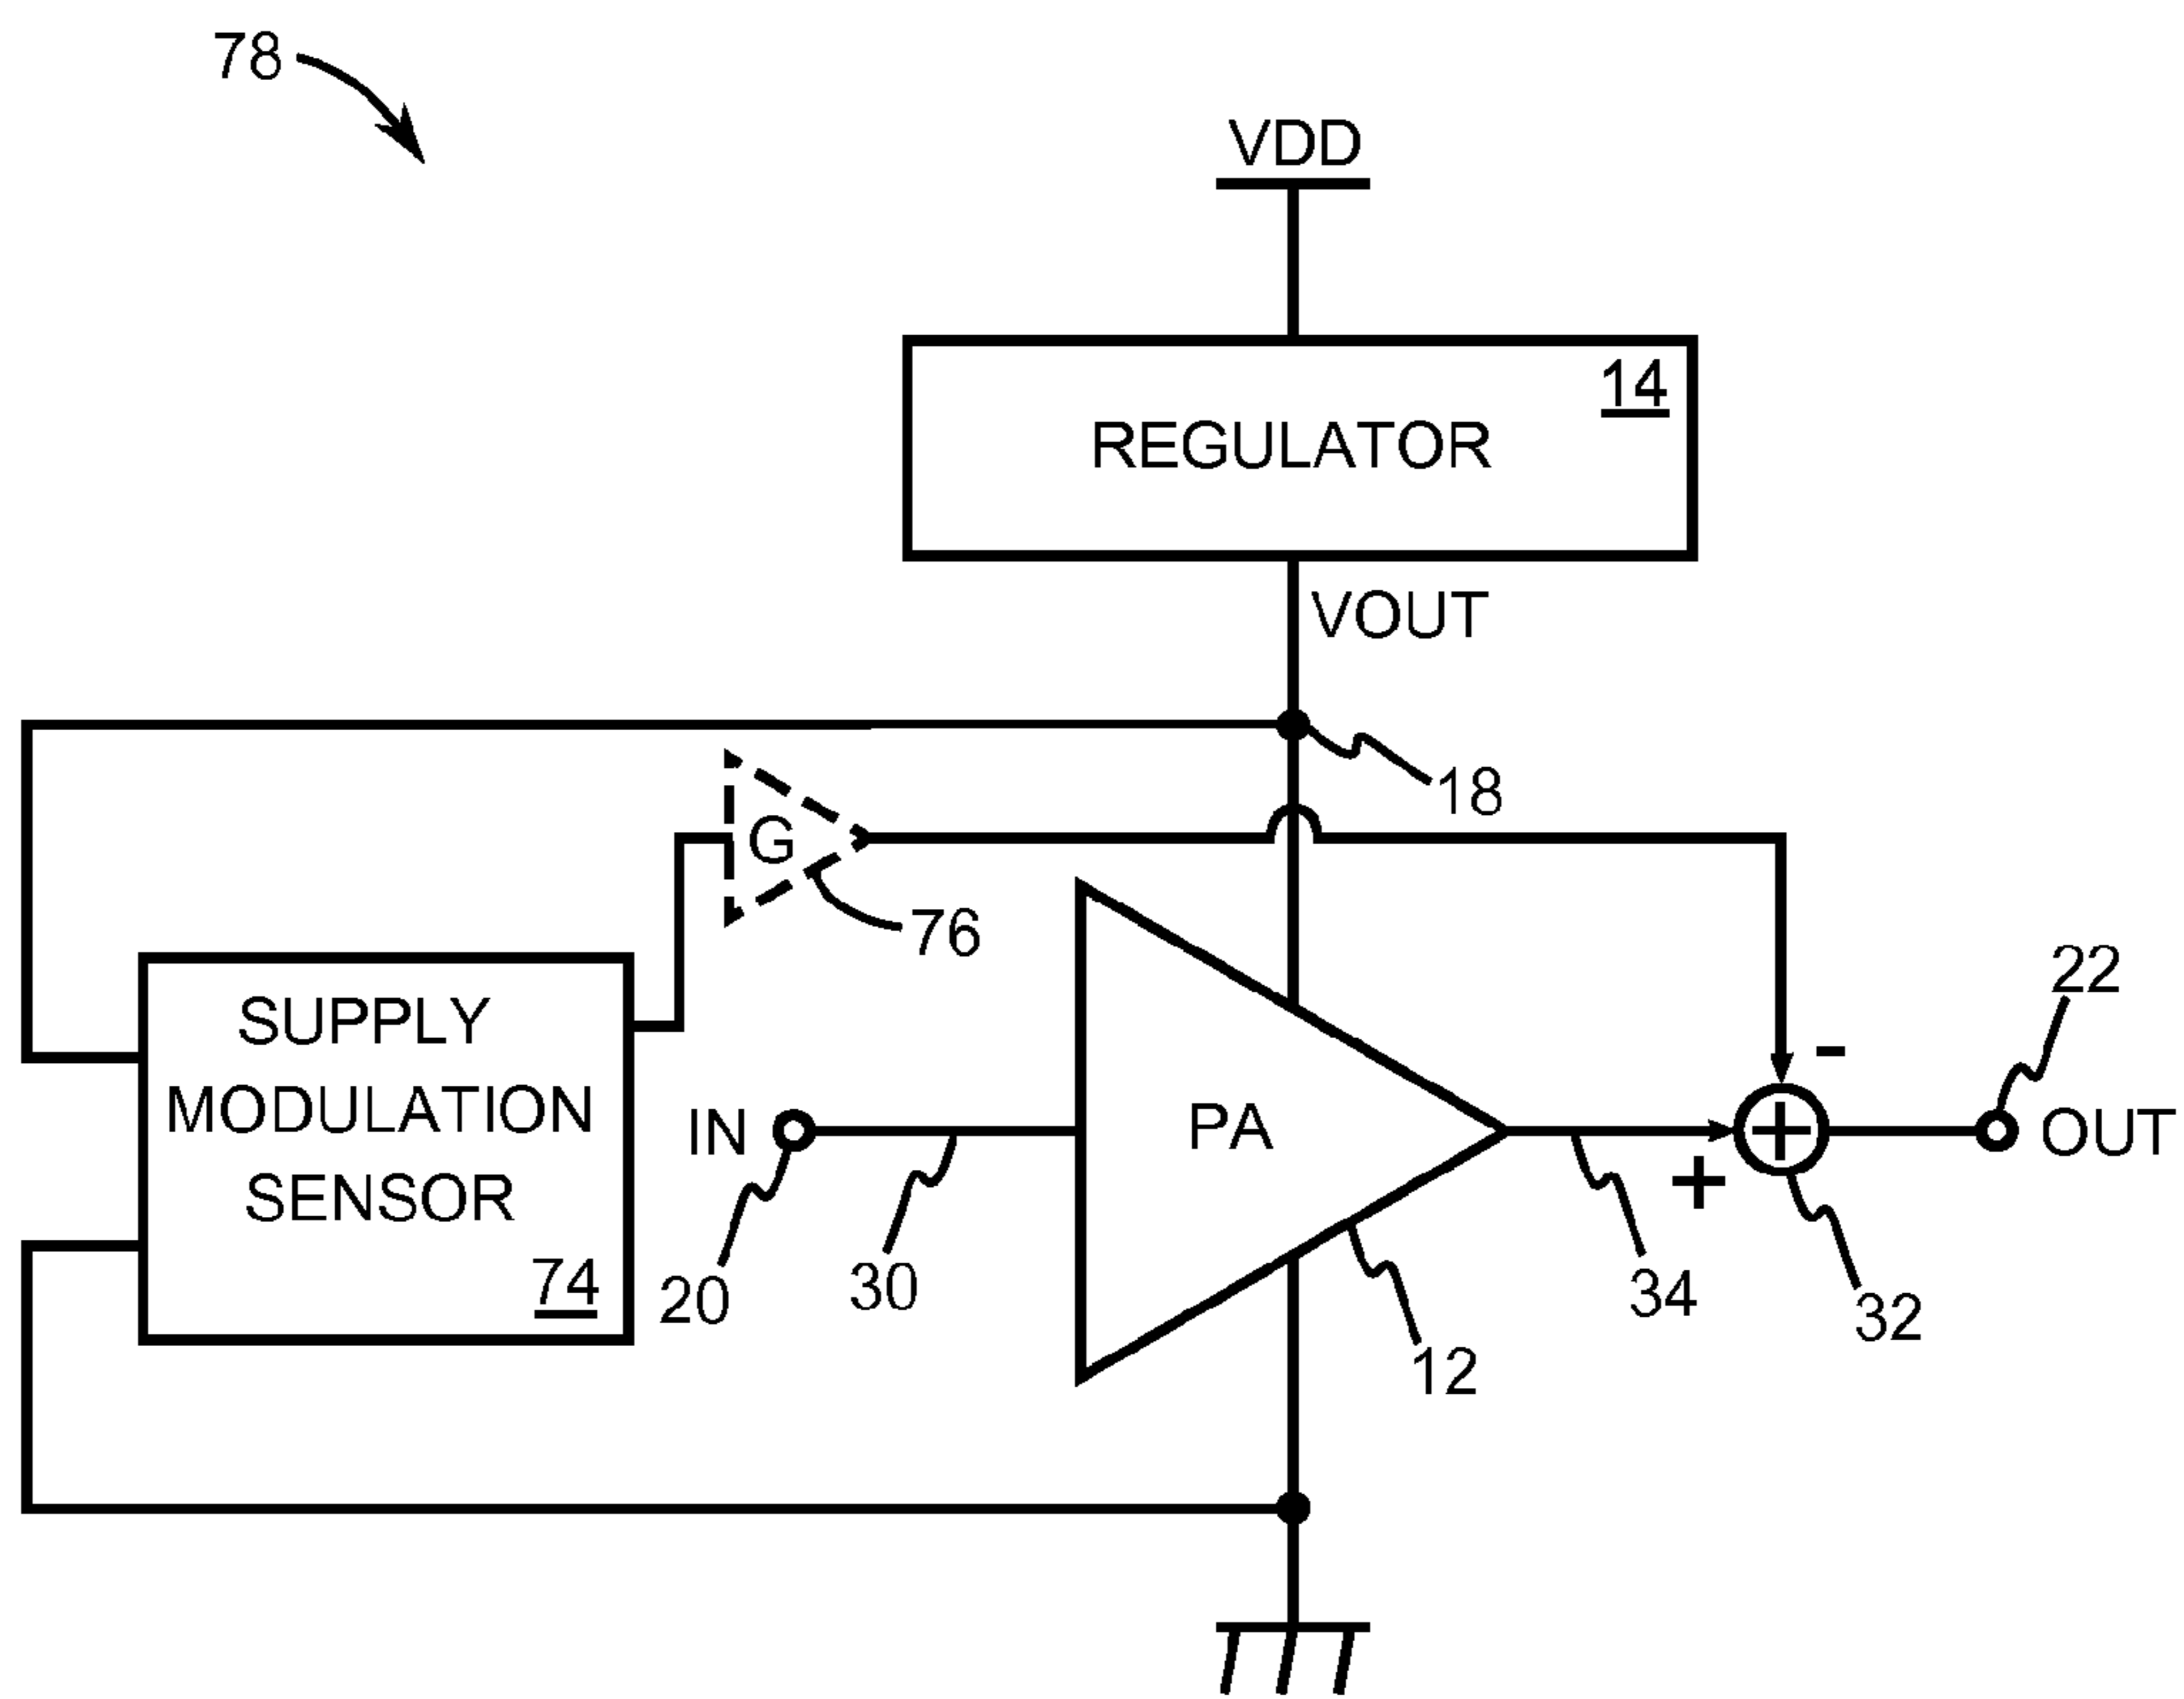 78
VDD
14
REGULATOR
VOUT
18
G
76
22
SUPPLY
MODULATION
SENSOR
74
IN
PA
-
+
OUT
20
30
34
32
12